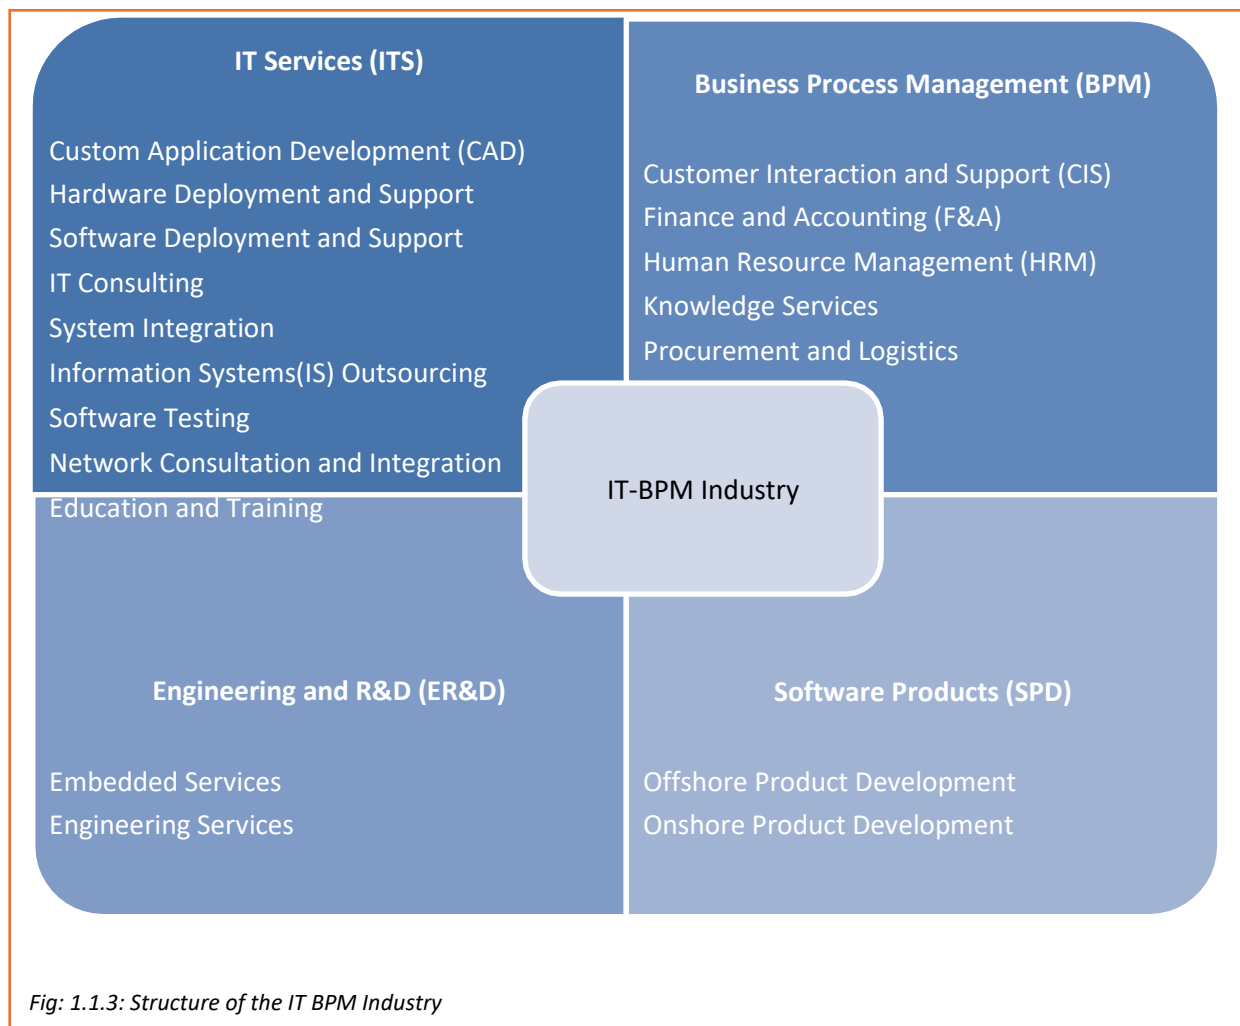 IT Services (ITS)
Custom Application Development (CAD)
Hardware Deployment and Support
Software Deployment and Support
IT Consulting
System Integration
Information Systems(IS) Outsourcing
Software Testing
Network Consultation and Integration
Education and Training
Business Process Management (BPM)
Customer Interaction and Support (CIS)
Finance and Accounting (F&A)
Human Resource Management (HRM)
Knowledge Services
Procurement and Logistics
IT-BPM Industry
Engineering and R&D (ER&D)
Embedded Services
Engineering Services
Software Products (SPD)
Offshore Product Development
Onshore Product Development
Fig: 1.1.3: Structure of the IT BPM Industry